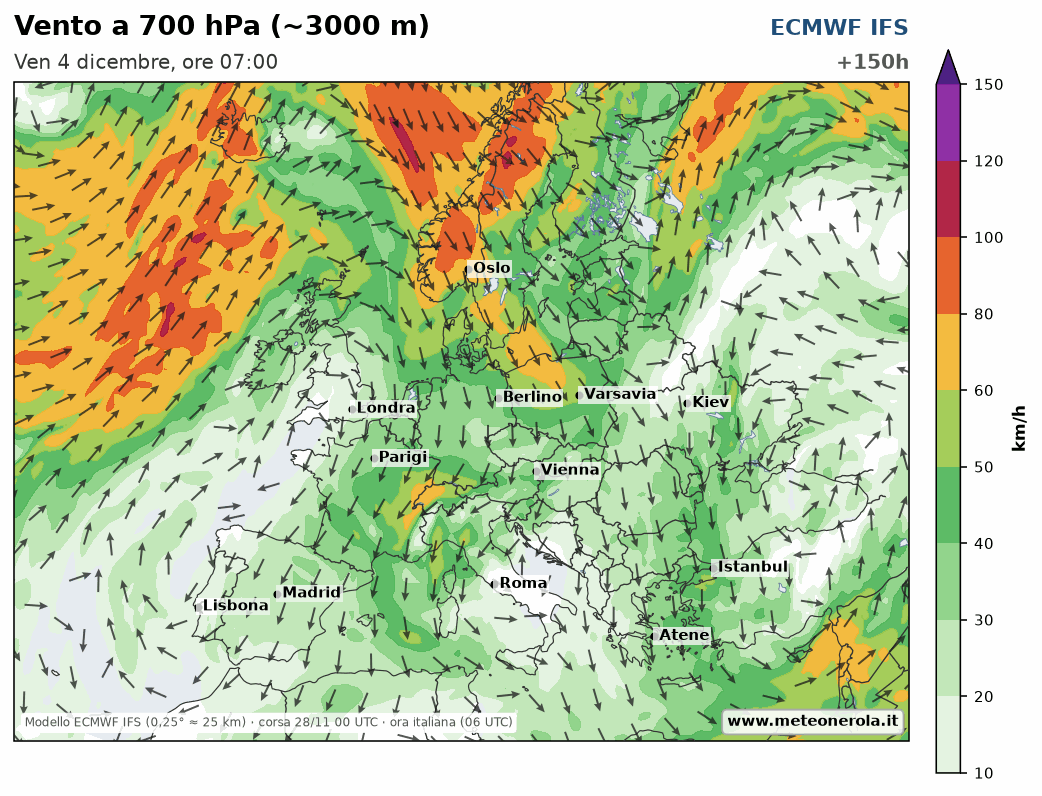 Vento a 700 hPa (~3000 m)
ECMWF IFS
Ven 4 dicembre, ore 07:00
+150h
150
120
100
80
60
50
40
30
20
10
km/h
Oslo
Berlino
Varsavia
Kiev
Londra
Parigi
Vienna
Istanbul
Roma
Madrid
Lisbona
Atene
Modello ECMWF IFS (0,25° ≈ 25 km) · corsa 28/11 00 UTC · ora italiana (06 UTC)
www.meteonerola.it